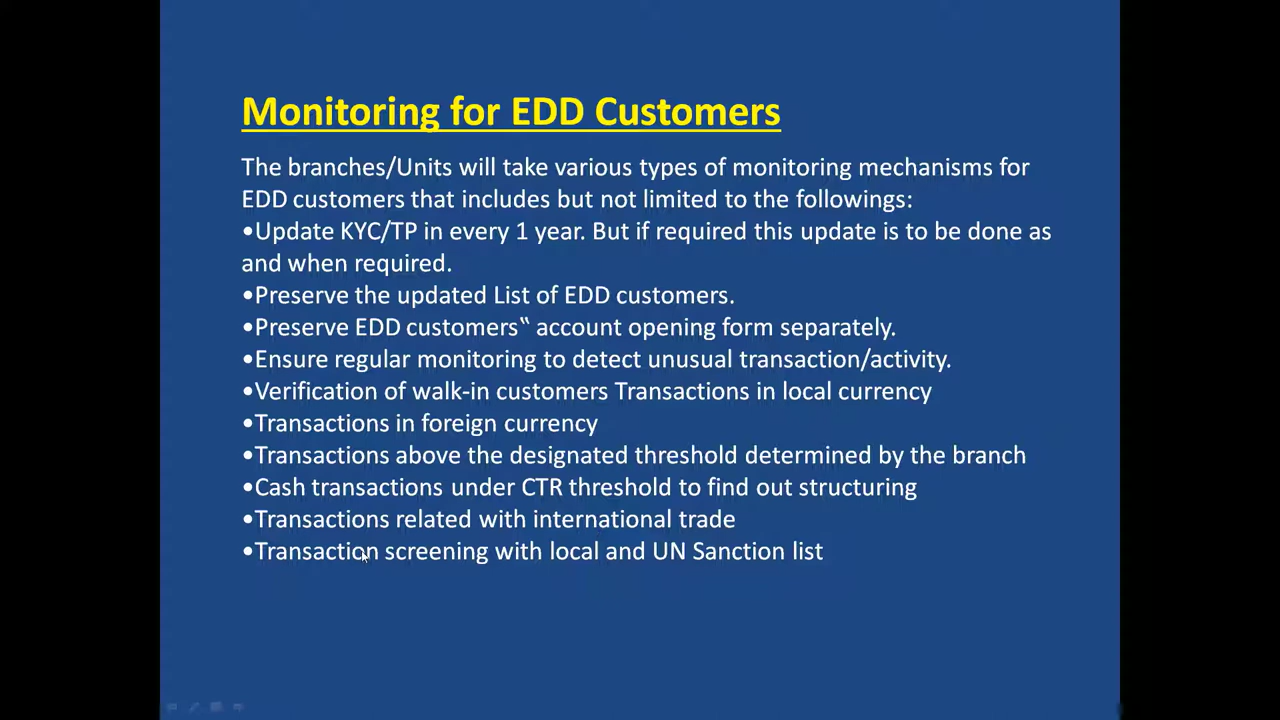 Monitoring for EDD Customers
The branches/Units will take various types of monitoring mechanisms for
EDD customers that includes but not limited to the followings:
•Update KYC/TP in every 1 year. But if required this update is to be done as
and when required.
•Preserve the updated List of EDD customers.
•Preserve EDD customers‟ account opening form separately.
•Ensure regular monitoring to detect unusual transaction/activity.
•Verification of walk-in customers Transactions in local currency
•Transactions in foreign currency
•Transactions above the designated threshold determined by the branch
•Cash transactions under CTR threshold to find out structuring
•Transactions related with international trade
•Transaction screening with local and UN Sanction list